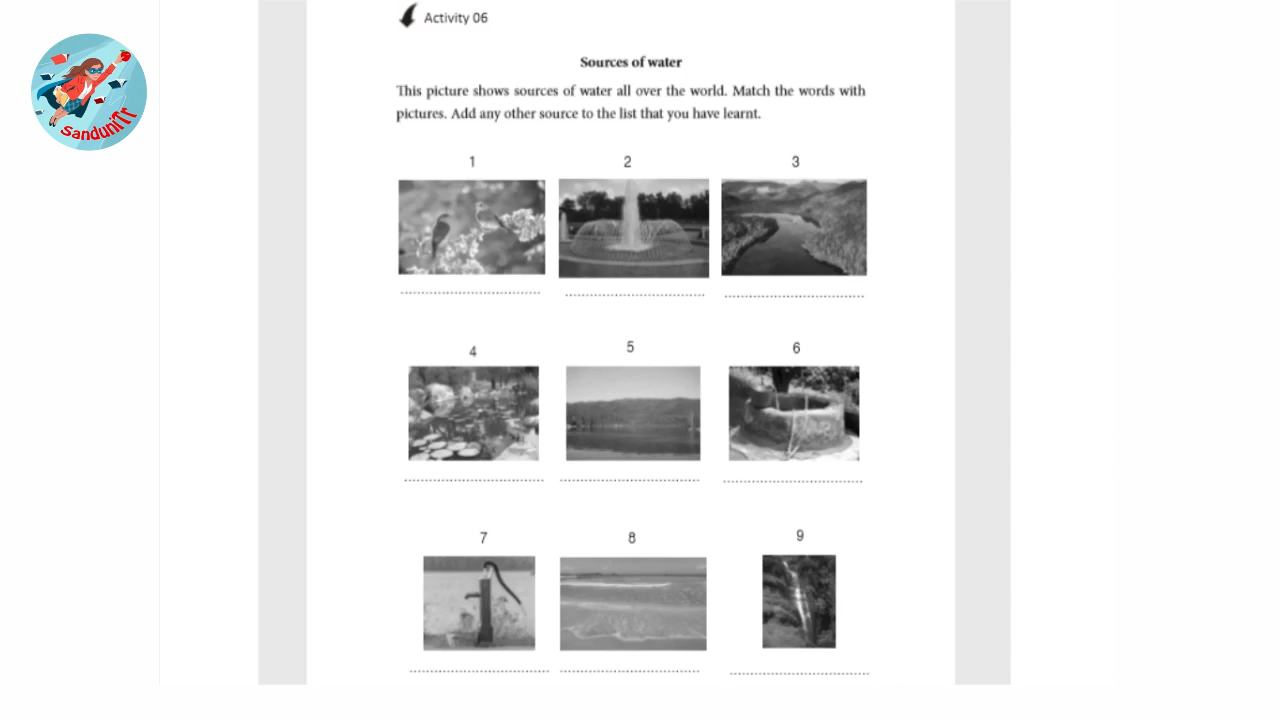 Activity 06
Sources of water
This picture shows sources of water all over the world. Match the words with
pictures. Add any other source to the list that you have learnt.
1
2
3
4
5
6
7
8
9
SanduniTr